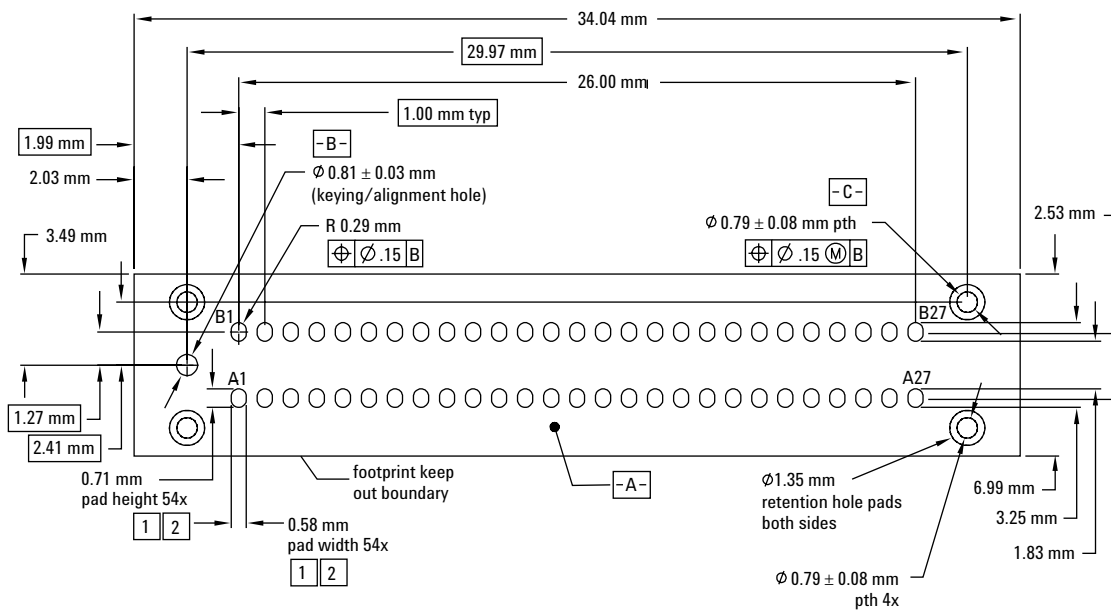 34.04 mm
29.97 mm
26.00 mm
1.00 mm typ
1.99 mm
-B-
2.03 mm
Ø 0.81 ± 0.03 mm
(keying/alignment hole)
-C-
Ø 0.79 ± 0.08 mm pth
2.53 mm
3.49 mm
R 0.29 mm
⌖ Ø .15 B
⌖ Ø .15 Ⓜ B
B1
B27
A1
A27
1.27 mm
2.41 mm
0.71 mm
pad height 54x
1 2
footprint keep
out boundary
-A-
Ø1.35 mm
retention hole pads
both sides
6.99 mm
3.25 mm
1.83 mm
0.58 mm
pad width 54x
1 2
Ø 0.79 ± 0.08 mm
pth 4x